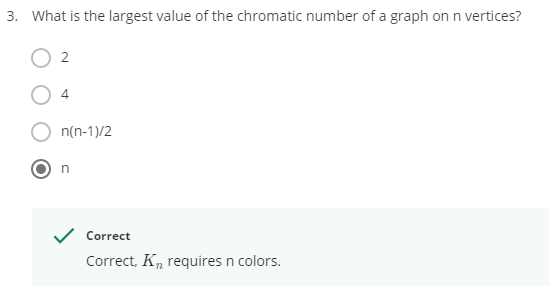 3. What is the largest value of the chromatic number of a graph on n vertices?
2
4
n(n-1)/2
n
Correct
Correct, Kₙ requires n colors.